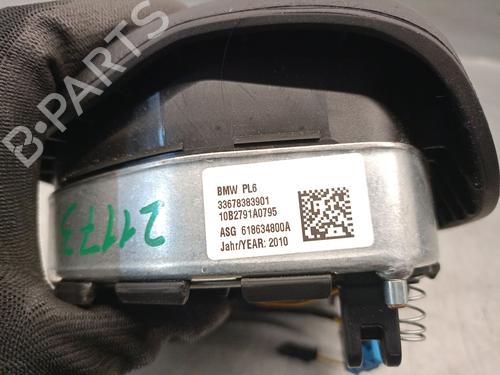 B-PARTS
BMW PL6
33678383901
10B2791A0795
ASG 618634800A
Jahr/YEAR: 2010
21173